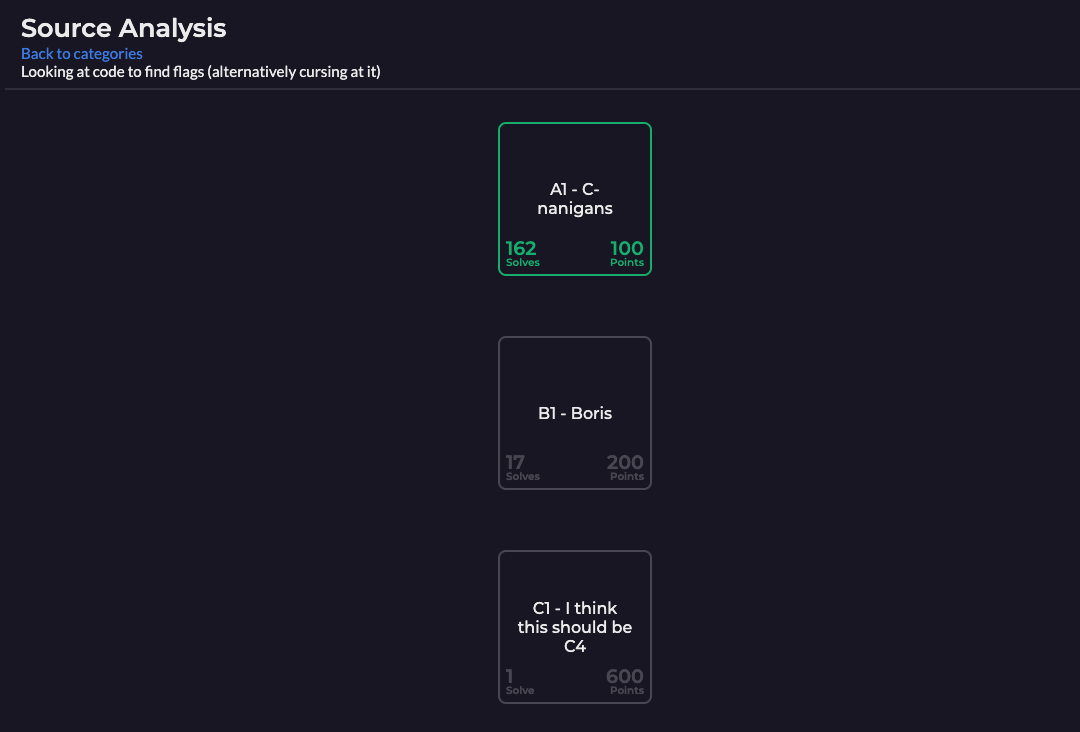 Source Analysis
Back to categories
Looking at code to find flags (alternatively cursing at it)
A1 - C-
nanigans
162 100
Solves Points
B1 - Boris
17 200
Solves Points
C1 - I think
this should be
C4
1 600
Solve Points